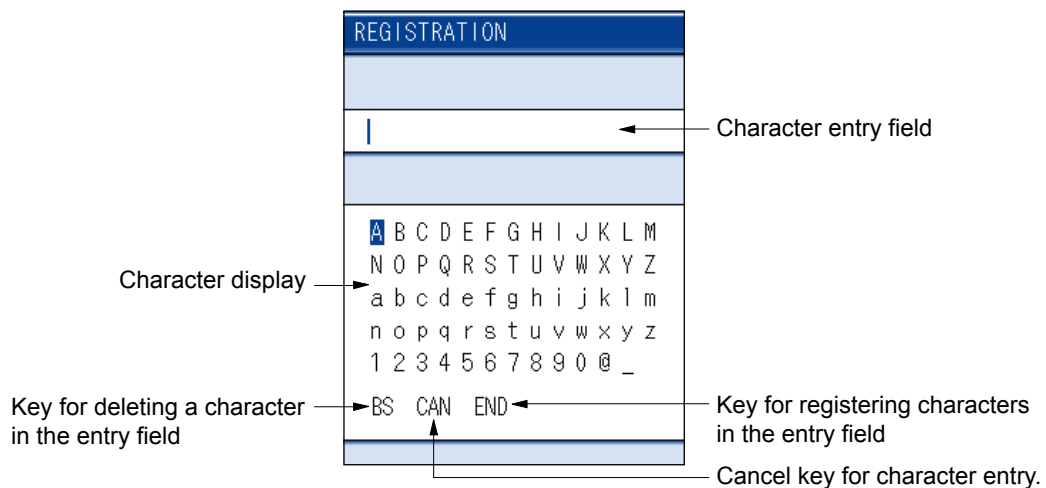 REGISTRATION
Character entry field
A B C D E F G H I J K L M
N O P Q R S T U V W X Y Z
Character display
a b c d e f g h i j k l m
n o p q r s t u v w x y z
1 2 3 4 5 6 7 8 9 0 @ _
Key for deleting a character
in the entry field
BS CAN END
Key for registering characters
in the entry field
Cancel key for character entry.